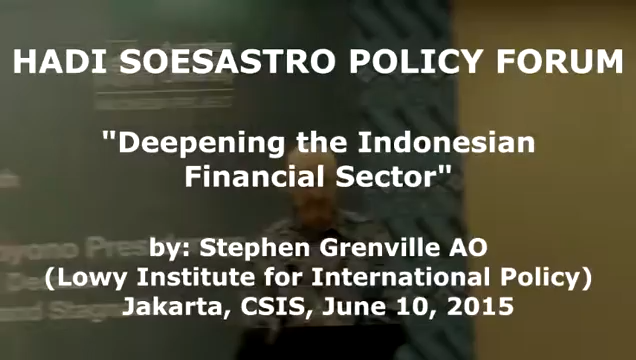 HADI SOESASTRO POLICY FORUM
"Deepening the Indonesian
Financial Sector"
by: Stephen Grenville AO
(Lowy Institute for International Policy)
Jakarta, CSIS, June 10, 2015